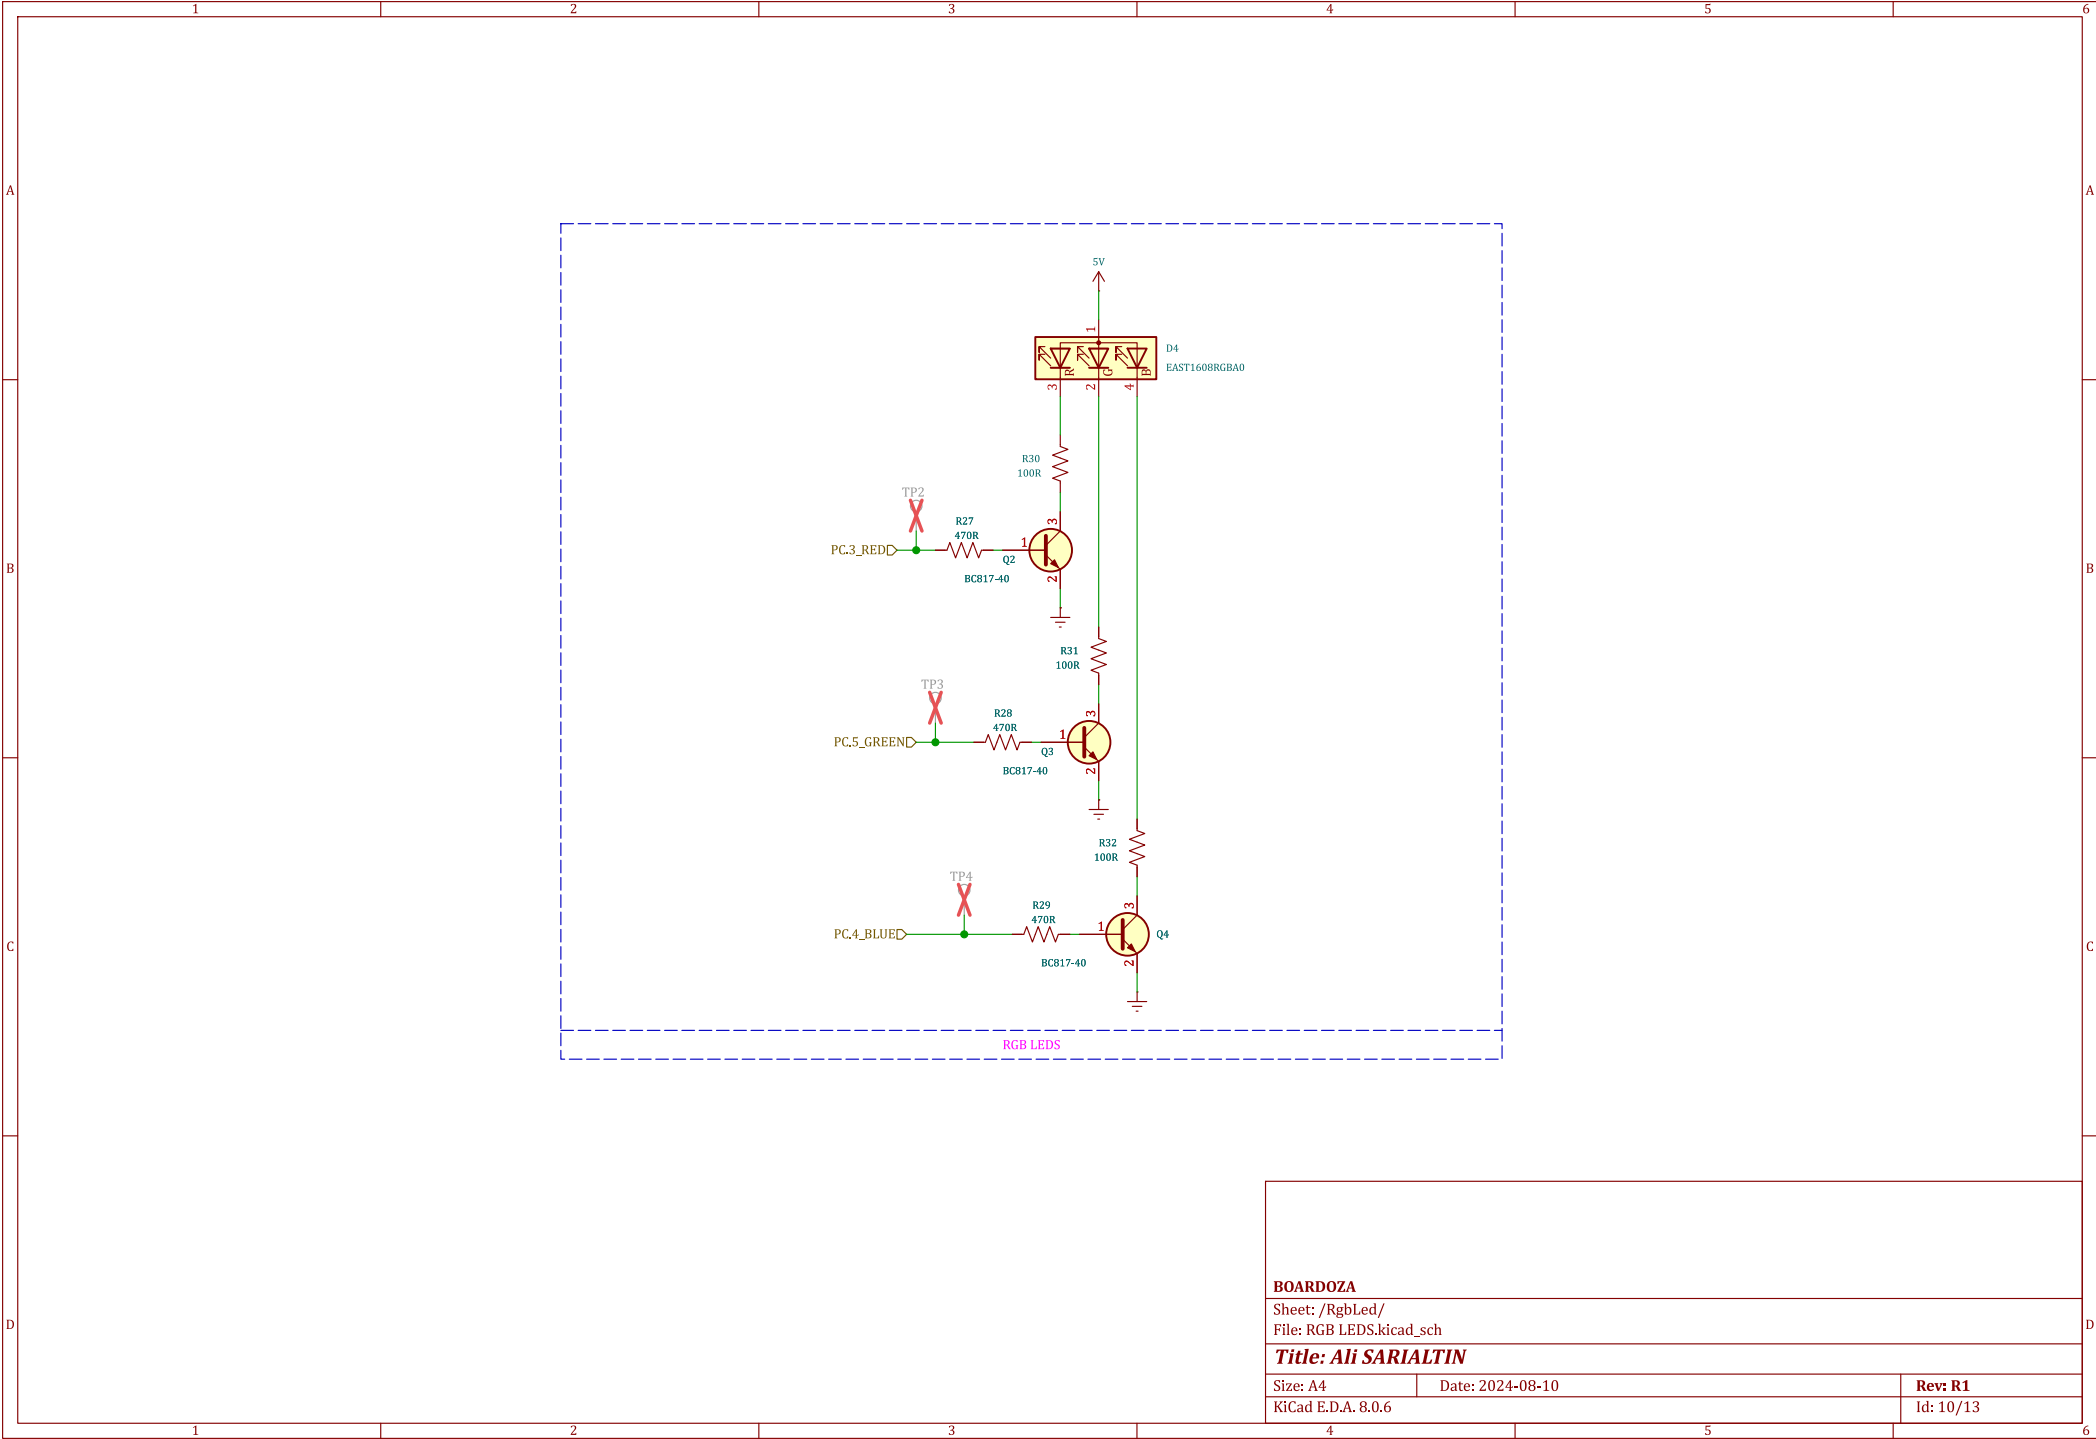 1 2 3 4 5 6
A A
5V
1
D4
EAST1608RGBA0
R G B
3 2 4
R30
100R
TP2
R27
470R
3
PC.3_RED
1
Q2
BC817-40
2
B B
R31
100R
TP3
R28
470R
3
PC.5_GREEN
1
Q3
BC817-40
2
R32
100R
TP4
R29
470R
3
PC.4_BLUE
1
Q4
BC817-40
2
C C
RGB LEDS
BOARDOZA
Sheet: /RgbLed/
File: RGB LEDS.kicad_sch
D D
Title: Ali SARIALTIN
Size: A4 Date: 2024-08-10 Rev: R1
KiCad E.D.A. 8.0.6 Id: 10/13
1 2 3 4 5 6